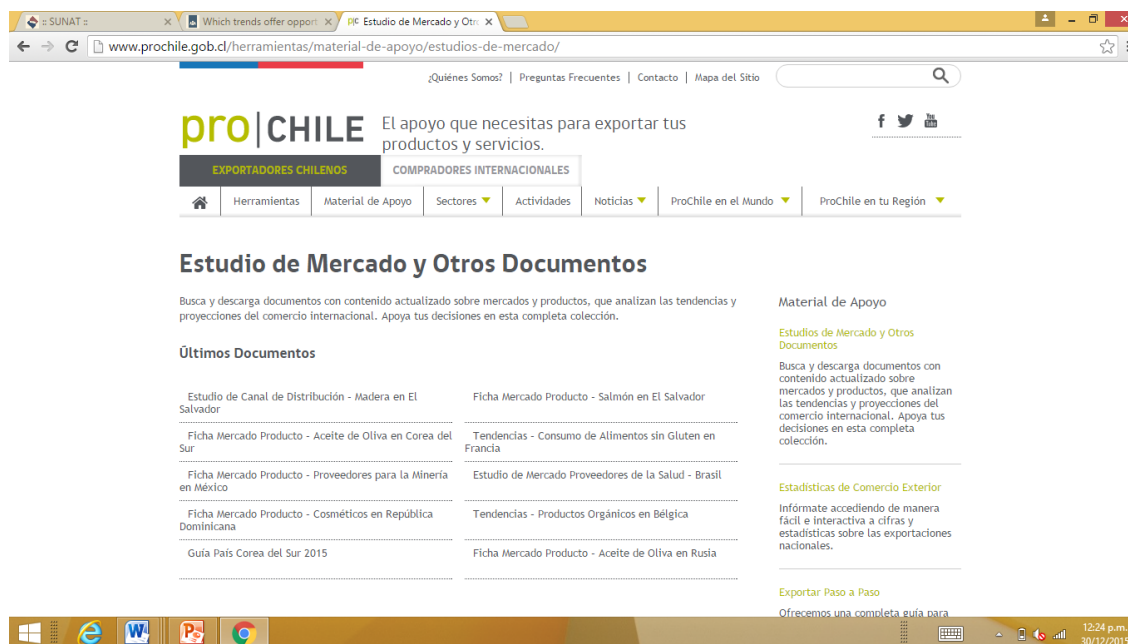 :: SUNAT ::
Which trends offer opport
Estudio de Mercado y Otro
www.prochile.gob.cl/herramientas/material-de-apoyo/estudios-de-mercado/
¿Quiénes Somos? | Preguntas Frecuentes | Contacto | Mapa del Sitio
pro|CHILE
El apoyo que necesitas para exportar tus
productos y servicios.
EXPORTADORES CHILENOS
COMPRADORES INTERNACIONALES
Herramientas
Material de Apoyo
Sectores
Actividades
Noticias
ProChile en el Mundo
ProChile en tu Región
Estudio de Mercado y Otros Documentos
Busca y descarga documentos con contenido actualizado sobre mercados y productos, que analizan las tendencias y
proyecciones del comercio internacional. Apoya tus decisiones en esta completa colección.
Últimos Documentos
Estudio de Canal de Distribución - Madera en El
Salvador
Ficha Mercado Producto - Salmón en El Salvador
Ficha Mercado Producto - Aceite de Oliva en Corea del
Sur
Tendencias - Consumo de Alimentos sin Gluten en
Francia
Ficha Mercado Producto - Proveedores para la Minería
en México
Estudio de Mercado Proveedores de la Salud - Brasil
Ficha Mercado Producto - Cosméticos en República
Dominicana
Tendencias - Productos Orgánicos en Bélgica
Guía País Corea del Sur 2015
Ficha Mercado Producto - Aceite de Oliva en Rusia
Material de Apoyo
Estudios de Mercado y Otros
Documentos
Busca y descarga documentos con
contenido actualizado sobre
mercados y productos, que analizan
las tendencias y proyecciones del
comercio internacional. Apoya tus
decisiones en esta completa
colección.
Estadísticas de Comercio Exterior
Infórmate accediendo de manera
fácil e interactiva a cifras y
estadísticas sobre las exportaciones
nacionales.
Exportar Paso a Paso
Ofrecemos una completa guía para
12:24 p.m.
30/12/2015